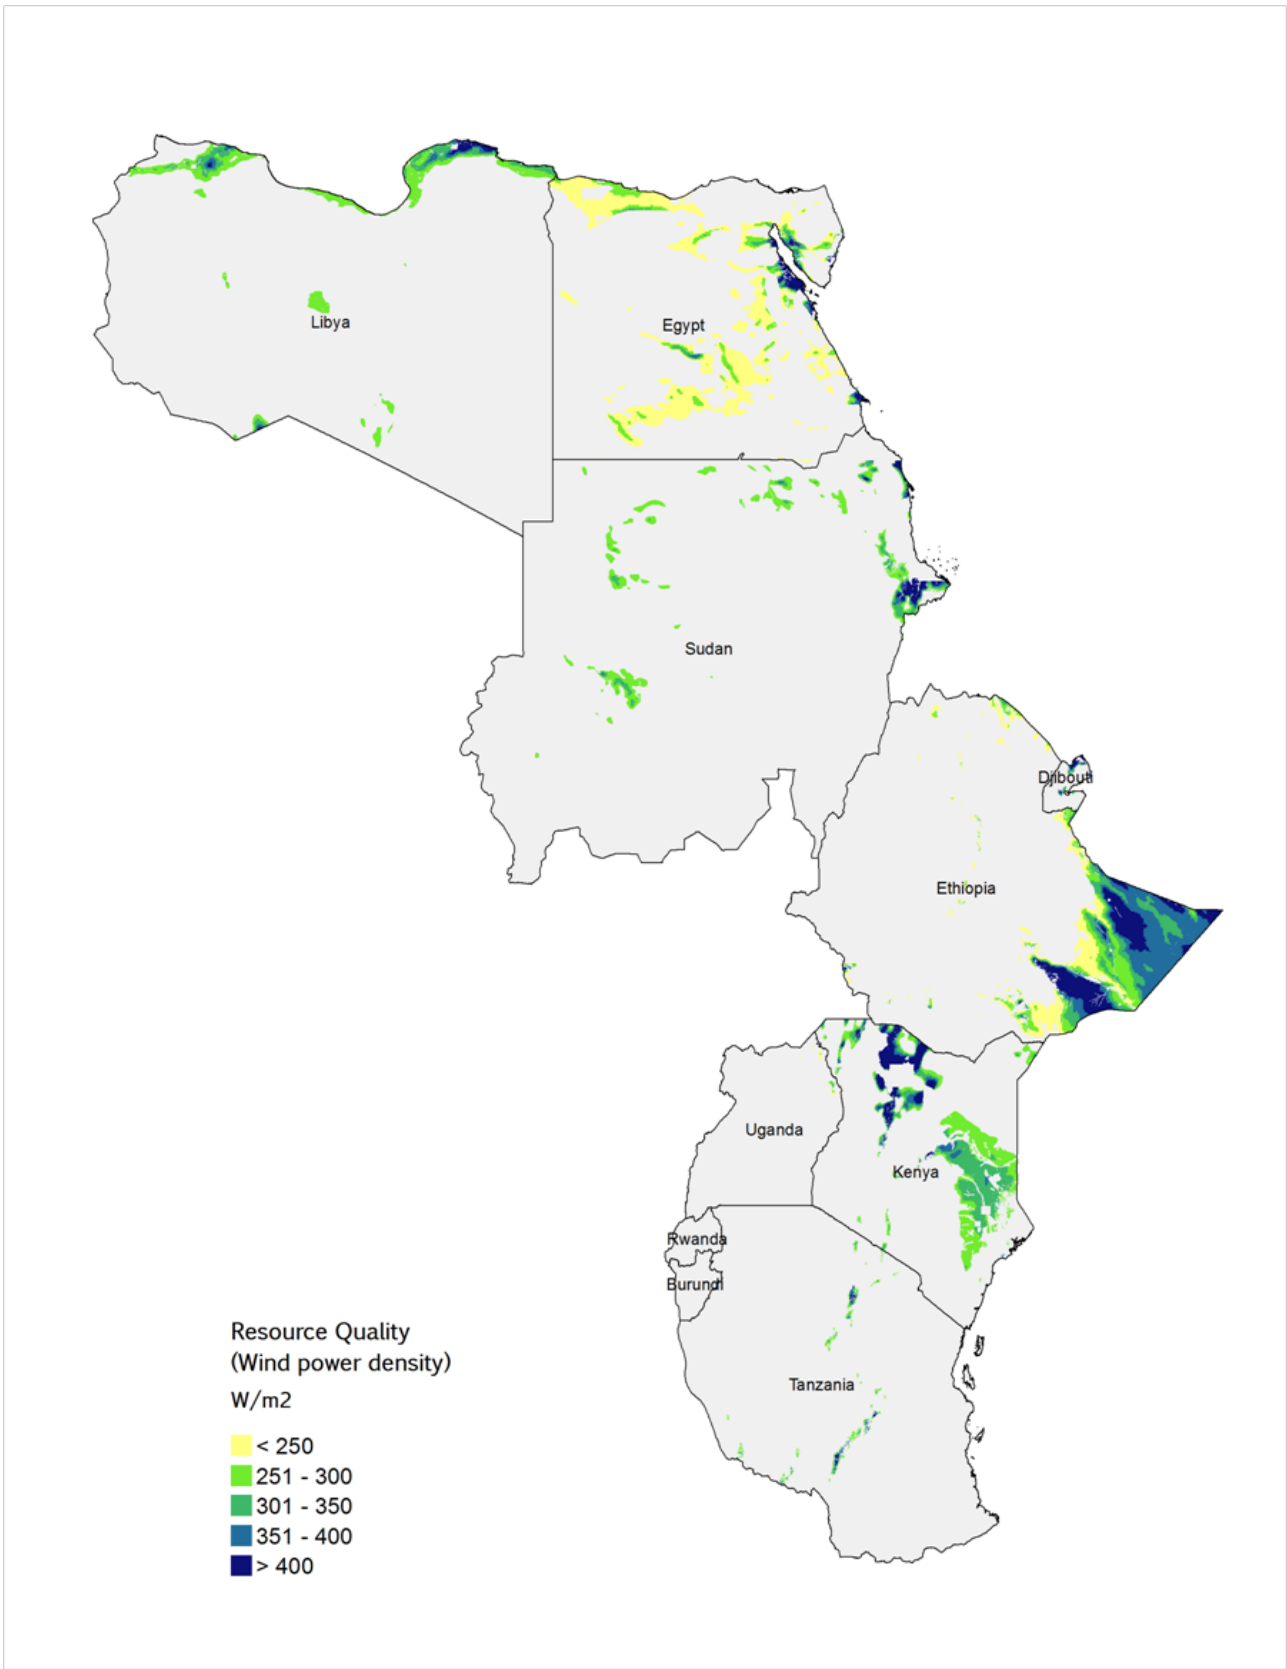 Libya
Egypt
Sudan
Djibouti
Ethiopia
Uganda
Kenya
Rwanda
Burundi
Tanzania
Resource Quality
(Wind power density)
W/m2
< 250
251 - 300
301 - 350
351 - 400
> 400